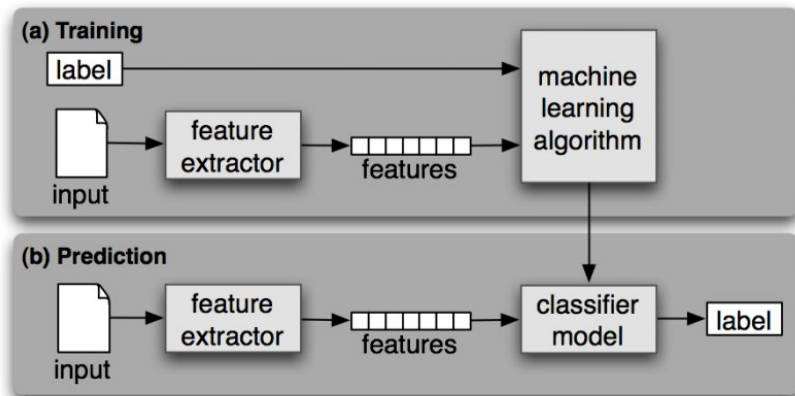 (a) Training
label
machine
learning
algorithm
feature
extractor
features
input
(b) Prediction
feature
extractor
features
classifier
model
label
input